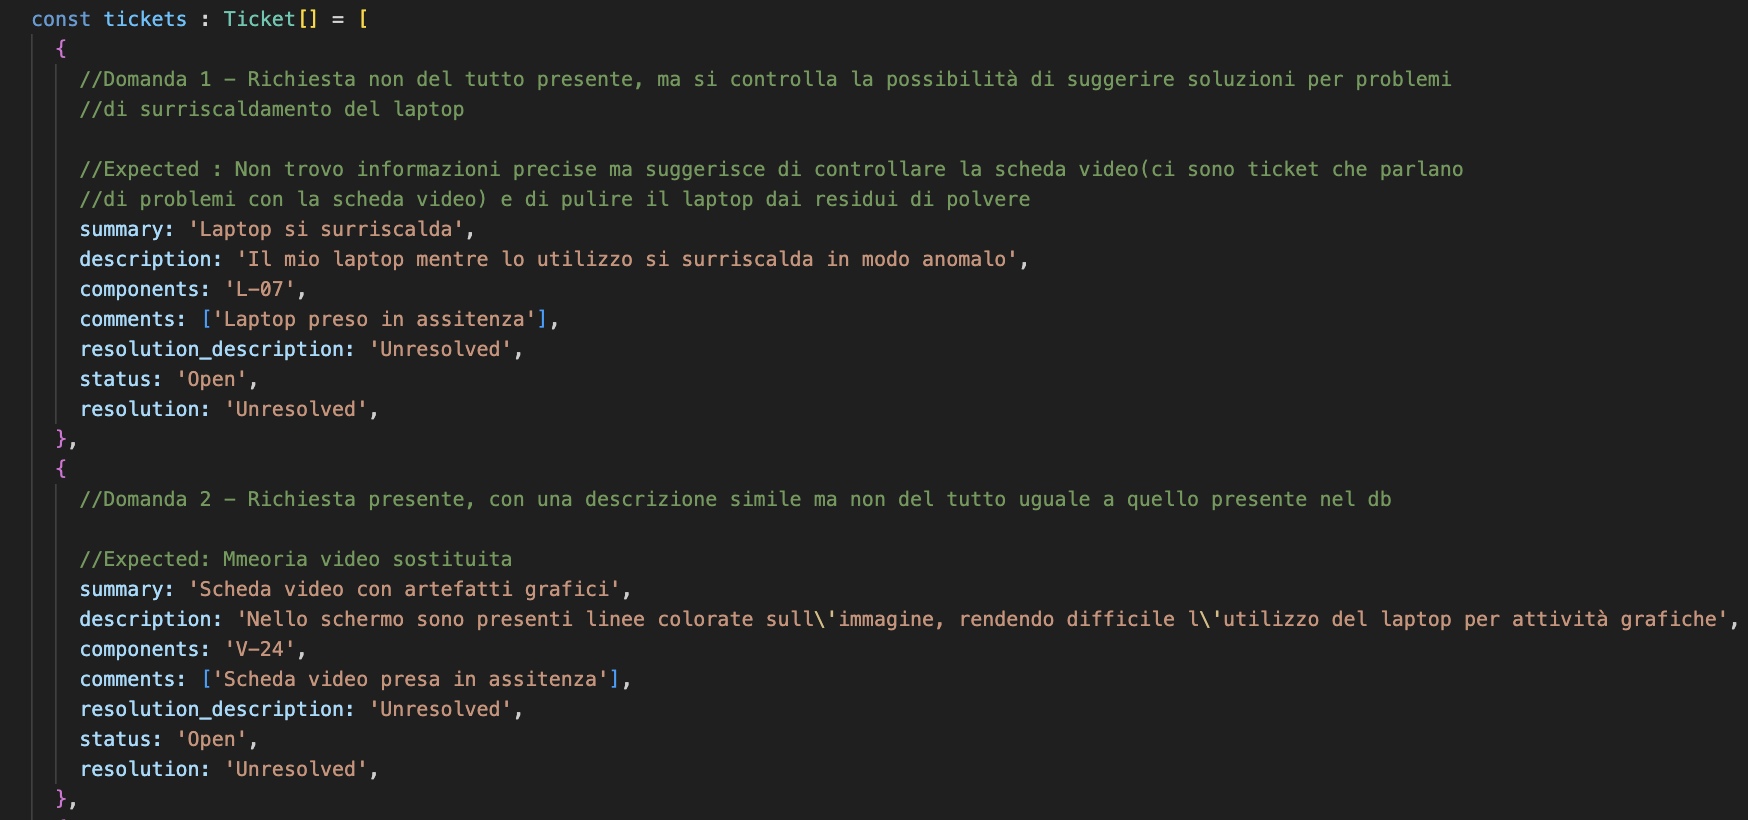 const tickets : Ticket[] = [
{
//Domanda 1 - Richiesta non del tutto presente, ma si controlla la possibilità di suggerire soluzioni per problemi
//di surriscaldamento del laptop
//Expected : Non trovo informazioni precise ma suggerisce di controllare la scheda video(ci sono ticket che parlano
//di problemi con la scheda video) e di pulire il laptop dai residui di polvere
summary: 'Laptop si surriscalda',
description: 'Il mio laptop mentre lo utilizzo si surriscalda in modo anomalo',
components: 'L-07',
comments: ['Laptop preso in assitenza'],
resolution_description: 'Unresolved',
status: 'Open',
resolution: 'Unresolved',
},
{
//Domanda 2 - Richiesta presente, con una descrizione simile ma non del tutto uguale a quello presente nel db
//Expected: Mmeoria video sostituita
summary: 'Scheda video con artefatti grafici',
description: 'Nello schermo sono presenti linee colorate sull\'immagine, rendendo difficile l\'utilizzo del laptop per attività grafiche',
components: 'V-24',
comments: ['Scheda video presa in assitenza'],
resolution_description: 'Unresolved',
status: 'Open',
resolution: 'Unresolved',
},